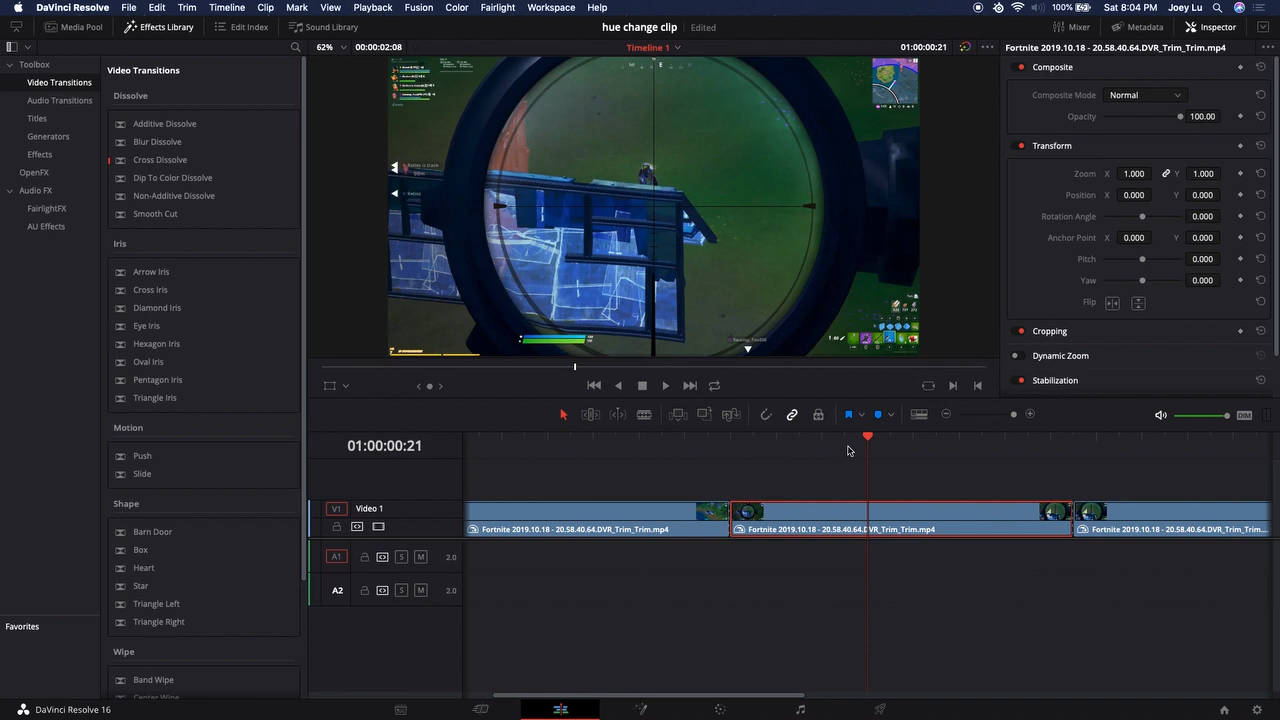 DaVinci Resolve File Edit Trim Timeline Clip Mark View Playback Fusion Color Fairlight Workspace Help 100% Sat 8:04 PM Joey Lu
Media Pool Effects Library Edit Index Sound Library hue change clip Edited Mixer Metadata Inspector
62% 00:00:02:08 Timeline 1 01:00:00:21 Fortnite 2019.10.18 - 20.58.40.64.DVR_Trim_Trim.mp4
Toolbox
Video Transitions
Audio Transitions
Titles
Generators
Effects
OpenFX
Audio FX
FairlightFX
AU Effects
Favorites
Video Transitions
Dissolve
Additive Dissolve
Blur Dissolve
Cross Dissolve
Dip To Color Dissolve
Non-Additive Dissolve
Smooth Cut
Iris
Arrow Iris
Cross Iris
Diamond Iris
Eye Iris
Hexagon Iris
Oval Iris
Pentagon Iris
Triangle Iris
Motion
Push
Slide
Shape
Barn Door
Box
Heart
Star
Triangle Left
Triangle Right
Wipe
Band Wipe
Center Wipe
E
Composite
Composite Mode Normal
Opacity 100.00
Transform
Zoom X 1.000 Y 1.000
Position X 0.000 Y 0.000
Rotation Angle 0.000
Anchor Point X 0.000 Y 0.000
Pitch 0.000
Yaw 0.000
Flip
Cropping
Dynamic Zoom
Stabilization
DIM
01:00:00:21
V1 Video 1
Fortnite 2019.10.18 - 20.58.40.64.DVR_Trim_Trim.mp4
Fortnite 2019.10.18 - 20.58.40.64.DVR_Trim_Trim.mp4
Fortnite 2019.10.18 - 20.58.40.64.DVR_Trim_Trim...
A1 S M 2.0
A2 S M 2.0
DaVinci Resolve 16